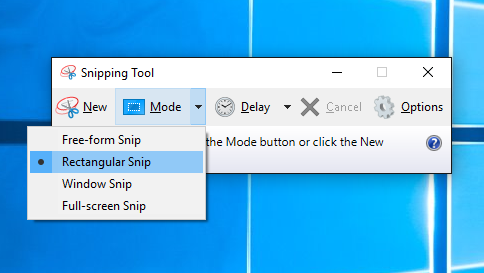 Snipping Tool
New Mode Delay Cancel Options
Free-form Snip
the Mode button or click the New
Rectangular Snip
Window Snip
Full-screen Snip